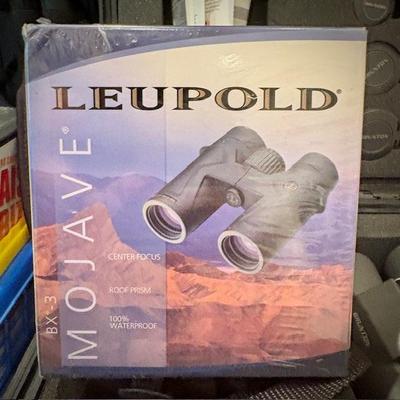 LEUPOLD®
BX®-3
MOJAVE®
CENTER FOCUS
ROOF PRISM
100%
WATERPROOF